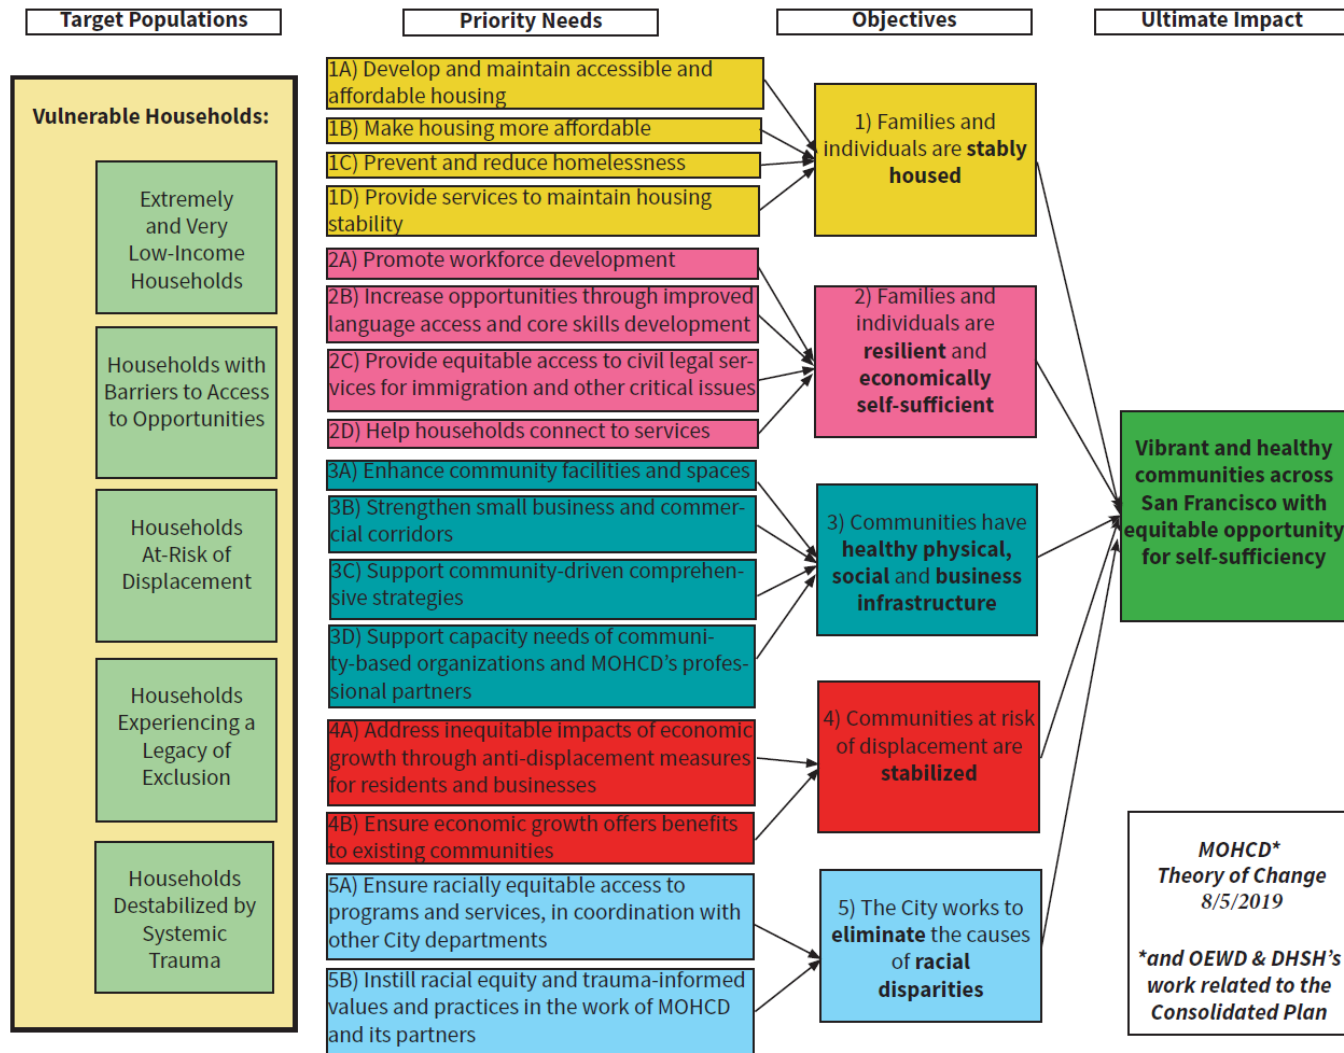 Target Populations
Priority Needs
Objectives
Ultimate Impact
Vulnerable Households:
Extremely
and Very
Low-Income
Households
Households with
Barriers to Access
to Opportunities
Households
At-Risk of
Displacement
Households
Experiencing a
Legacy of
Exclusion
Households
Destabilized by
Systemic
Trauma
1A) Develop and maintain accessible and
affordable housing
1B) Make housing more affordable
1C) Prevent and reduce homelessness
1D) Provide services to maintain housing
stability
2A) Promote workforce development
2B) Increase opportunities through improved
language access and core skills development
2C) Provide equitable access to civil legal ser-
vices for immigration and other critical issues
2D) Help households connect to services
3A) Enhance community facilities and spaces
3B) Strengthen small business and commer-
cial corridors
3C) Support community-driven comprehen-
sive strategies
3D) Support capacity needs of communi-
ty-based organizations and MOHCD's profes-
sional partners
4A) Address inequitable impacts of economic
growth through anti-displacement measures
for residents and businesses
4B) Ensure economic growth offers benefits
to existing communities
5A) Ensure racially equitable access to
programs and services, in coordination with
other City departments
5B) Instill racial equity and trauma-informed
values and practices in the work of MOHCD
and its partners
1) Families and
individuals are stably
housed
2) Families and
individuals are
resilient and
economically
self-sufficient
3) Communities have
healthy physical,
social and business
infrastructure
4) Communities at risk
of displacement are
stabilized
5) The City works to
eliminate the causes
of racial
disparities
Vibrant and healthy
communities across
San Francisco with
equitable opportunity
for self-sufficiency
MOHCD*
Theory of Change
8/5/2019
*and OEWD & DHSH's
work related to the
Consolidated Plan